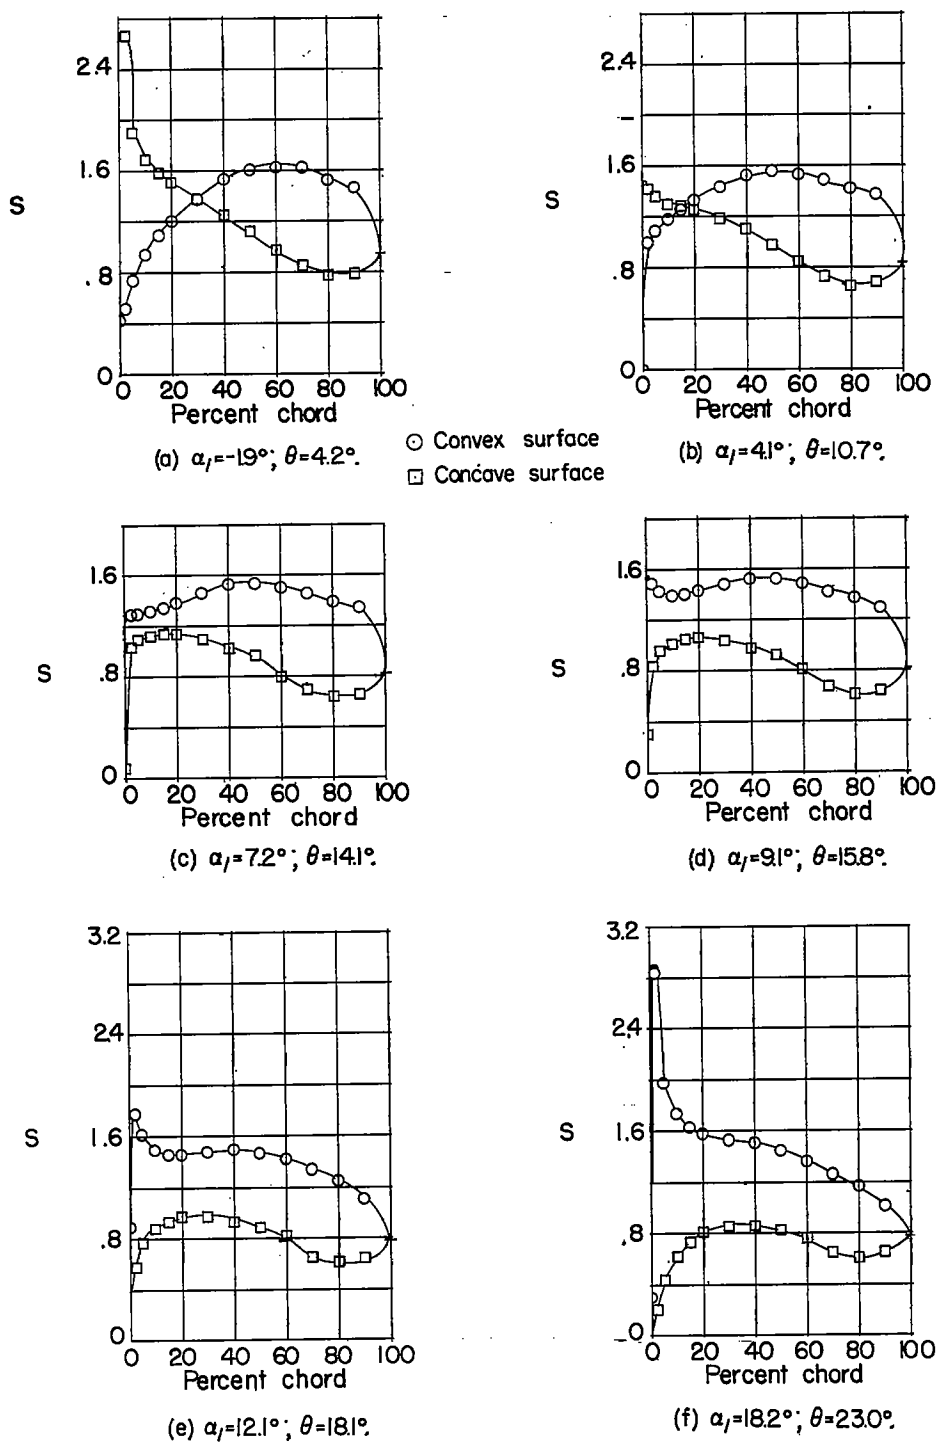 2.4
1.6
S
.8
0
0 20 40 60 80 100
Percent chord
(a) α₁=-1.9°; θ=4.2°.
2.4
1.6
S
.8
0
0 20 40 60 80 100
Percent chord
(b) α₁=4.1°; θ=10.7°.
Convex surface
Concave surface
1.6
S
.8
0
0 20 40 60 80 100
Percent chord
(c) α₁=7.2°; θ=14.1°.
1.6
S
.8
0
0 20 40 60 80 100
Percent chord
(d) α₁=9.1°; θ=15.8°.
3.2
2.4
1.6
S
.8
0
0 20 40 60 80 100
Percent chord
(e) α₁=12.1°; θ=18.1°.
3.2
2.4
1.6
S
.8
0
0 20 40 60 80 100
Percent chord
(f) α₁=18.2°; θ=23.0°.